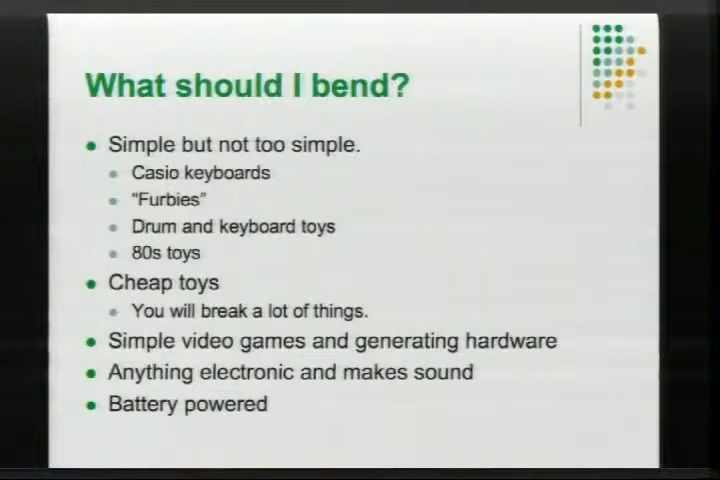 What should I bend?
Simple but not too simple.
Casio keyboards
“Furbies”
Drum and keyboard toys
80s toys
Cheap toys
You will break a lot of things.
Simple video games and generating hardware
Anything electronic and makes sound
Battery powered